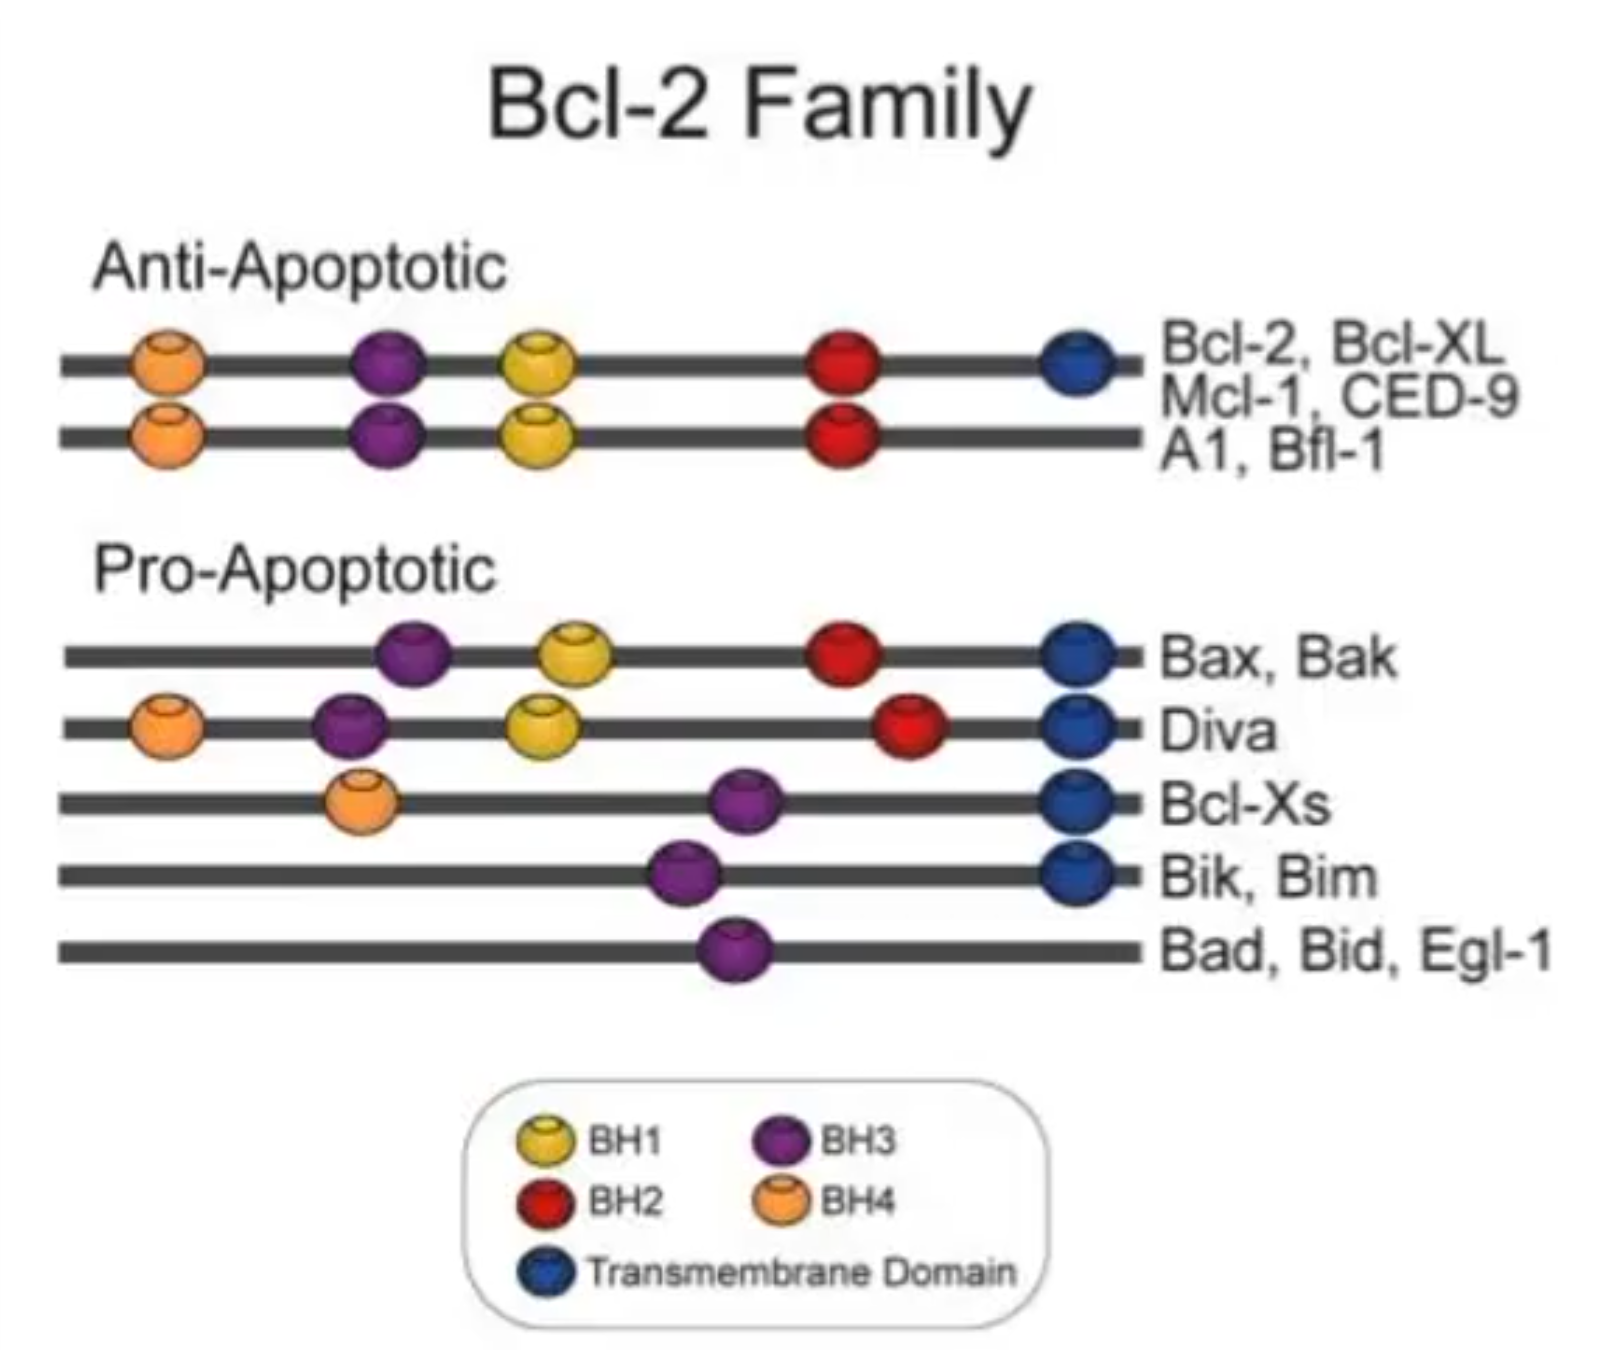 Bcl-2 Family
Anti-Apoptotic
Bcl-2, Bcl-XL
Mcl-1, CED-9
A1, Bfl-1
Pro-Apoptotic
Bax, Bak
Diva
Bcl-Xs
Bik, Bim
Bad, Bid, Egl-1
BH1 BH3
BH2 BH4
Transmembrane Domain